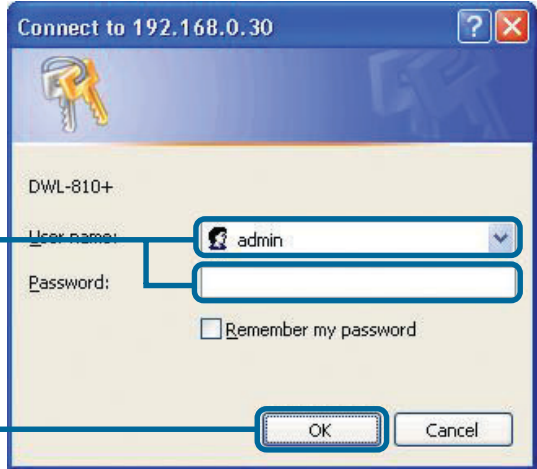 Connect to 192.168.0.30
DWL-810+
User name:
admin
Password:
Remember my password
OK
Cancel